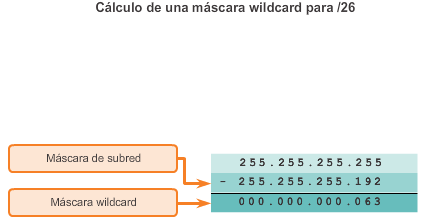 Cálculo de una máscara wildcard para /26
255.255.255.255
Máscara de subred
- 255.255.255.192
Máscara wildcard
000.000.000.063